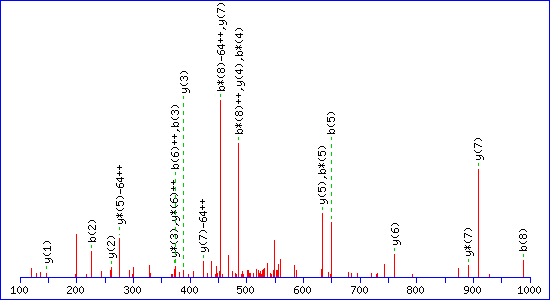 y(1)
b(2)
y(2)
y*(5)-64++
y*(3),y*(6)++
b(6)++,b(3)
y(3)
y(7)-64++
b*(8)-64++,y(7)
b*(8)++,y(4),b*(4)
y(5),b*(5)
b(5)
y(6)
y*(7)
y(7)
b(8)
100 200 300 400 500 600 700 800 900 1000